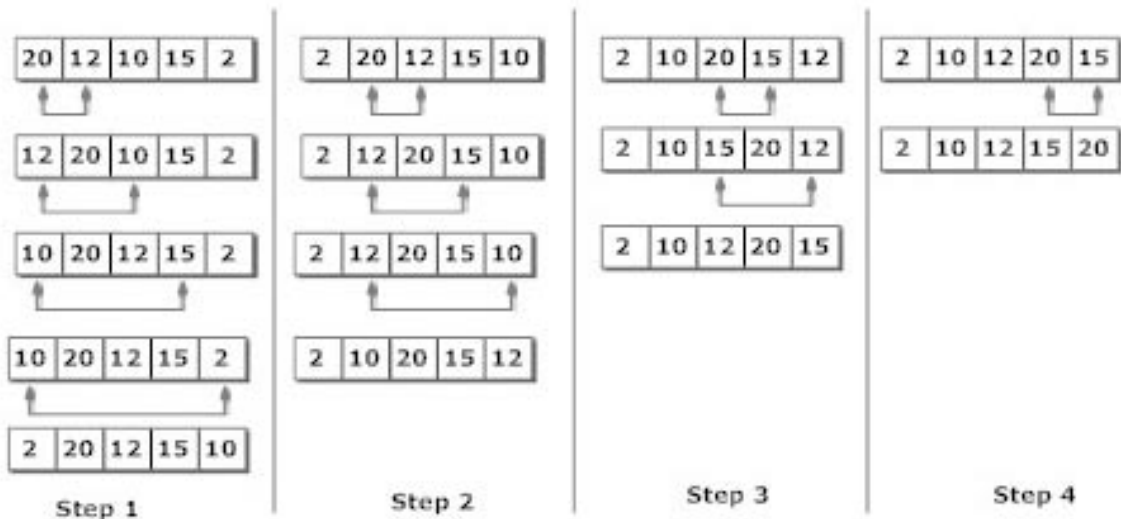 20 12 10 15 2
12 20 10 15 2
10 20 12 15 2
10 20 12 15 2
2 20 12 15 10
Step 1
2 20 12 15 10
2 12 20 15 10
2 12 20 15 10
2 10 20 15 12
Step 2
2 10 20 15 12
2 10 15 20 12
2 10 12 20 15
Step 3
2 10 12 20 15
2 10 12 15 20
Step 4